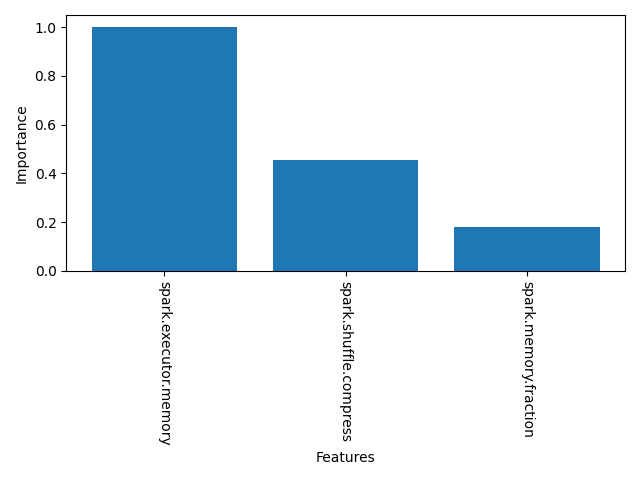 1.0
0.8
0.6
0.4
0.2
0.0
Importance
spark.executor.memory
spark.shuffle.compress
spark.memory.fraction
Features